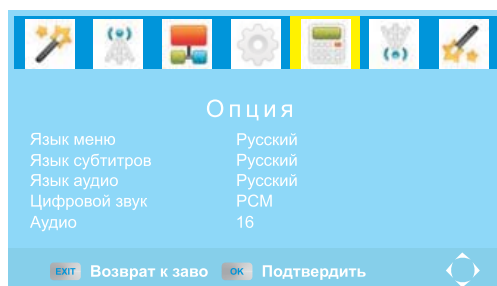 Опция
Язык меню Русский
Язык субтитров Русский
Язык аудио Русский
Цифровой звук PCM
Аудио 16
EXIT Возврат к заво OK Подтвердить